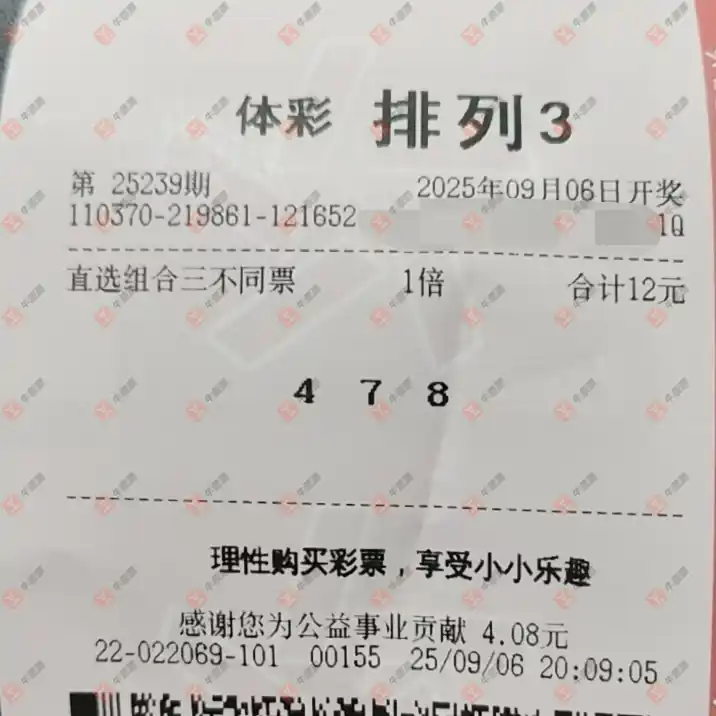 体彩 排列3
第 25239期 2025年09月06日开奖
110370-219861-121652 1Q
直选组合三不同票 1倍 合计12元
4 7 8
理性购买彩票，享受小小乐趣
感谢您为公益事业贡献 4.08元
22-022069-101 00155 25/09/06 20:09:05